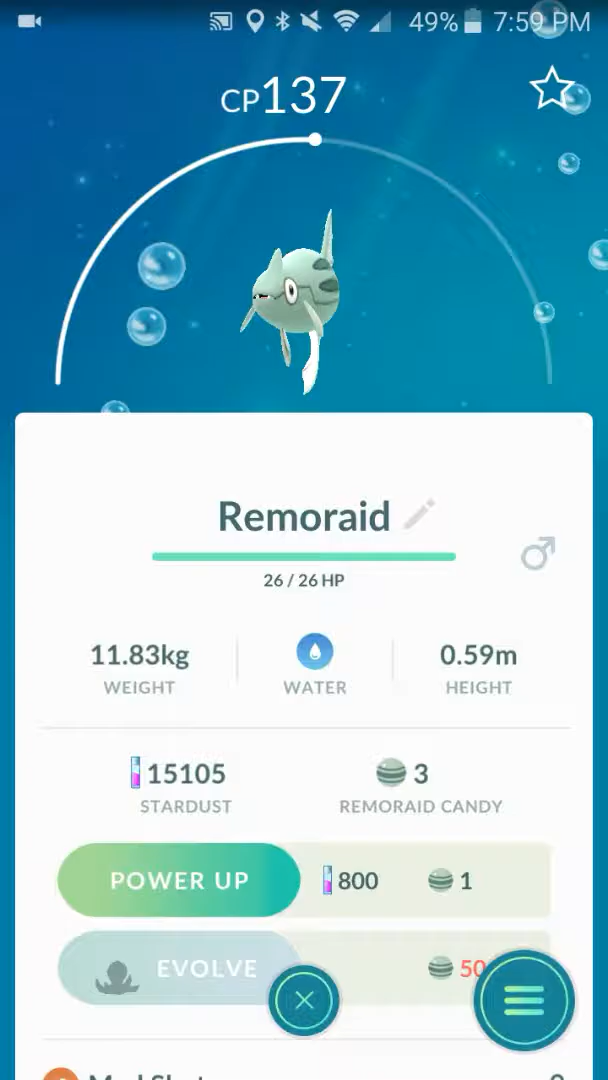 49% 7:59 PM
CP137
Remoraid
26 / 26 HP
11.83kg
WEIGHT
WATER
0.59m
HEIGHT
15105
STARDUST
3
REMORAID CANDY
POWER UP 800 1
EVOLVE 50